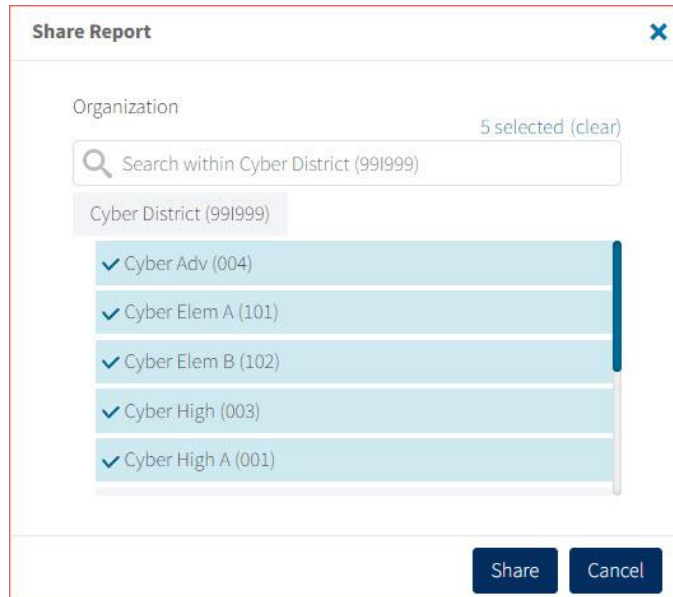 Share Report
Organization
5 selected (clear)
Search within Cyber District (99I999)
Cyber District (99I999)
Cyber Adv (004)
Cyber Elem A (101)
Cyber Elem B (102)
Cyber High (003)
Cyber High A (001)
Share Cancel